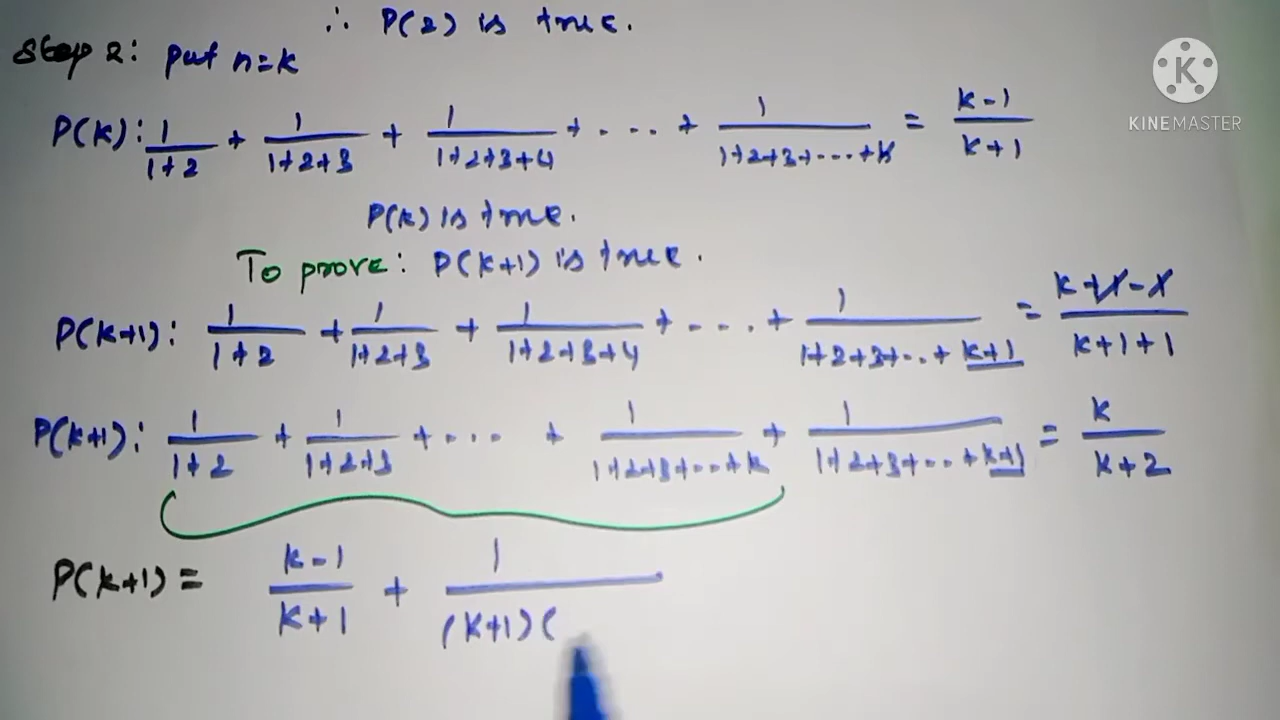 ∴ P(2) is true.
Step 2: put n=k
KINEMASTER
P(k): 1/(1+2) + 1/(1+2+3) + 1/(1+2+3+4) + .... + 1/(1+2+3+....+k) = (k-1)/(k+1)
P(k) is true.
To prove: P(k+1) is true.
P(k+1): 1/(1+2) + 1/(1+2+3) + 1/(1+2+3+4) + .... + 1/(1+2+3+..+k+1) = (k+1-1)/(k+1+1)
P(k+1): 1/(1+2) + 1/(1+2+3) + .... + 1/(1+2+3+..+k) + 1/(1+2+3+..+k+1) = k/(k+2)
P(k+1) = (k-1)/(k+1) + 1/((k+1)(